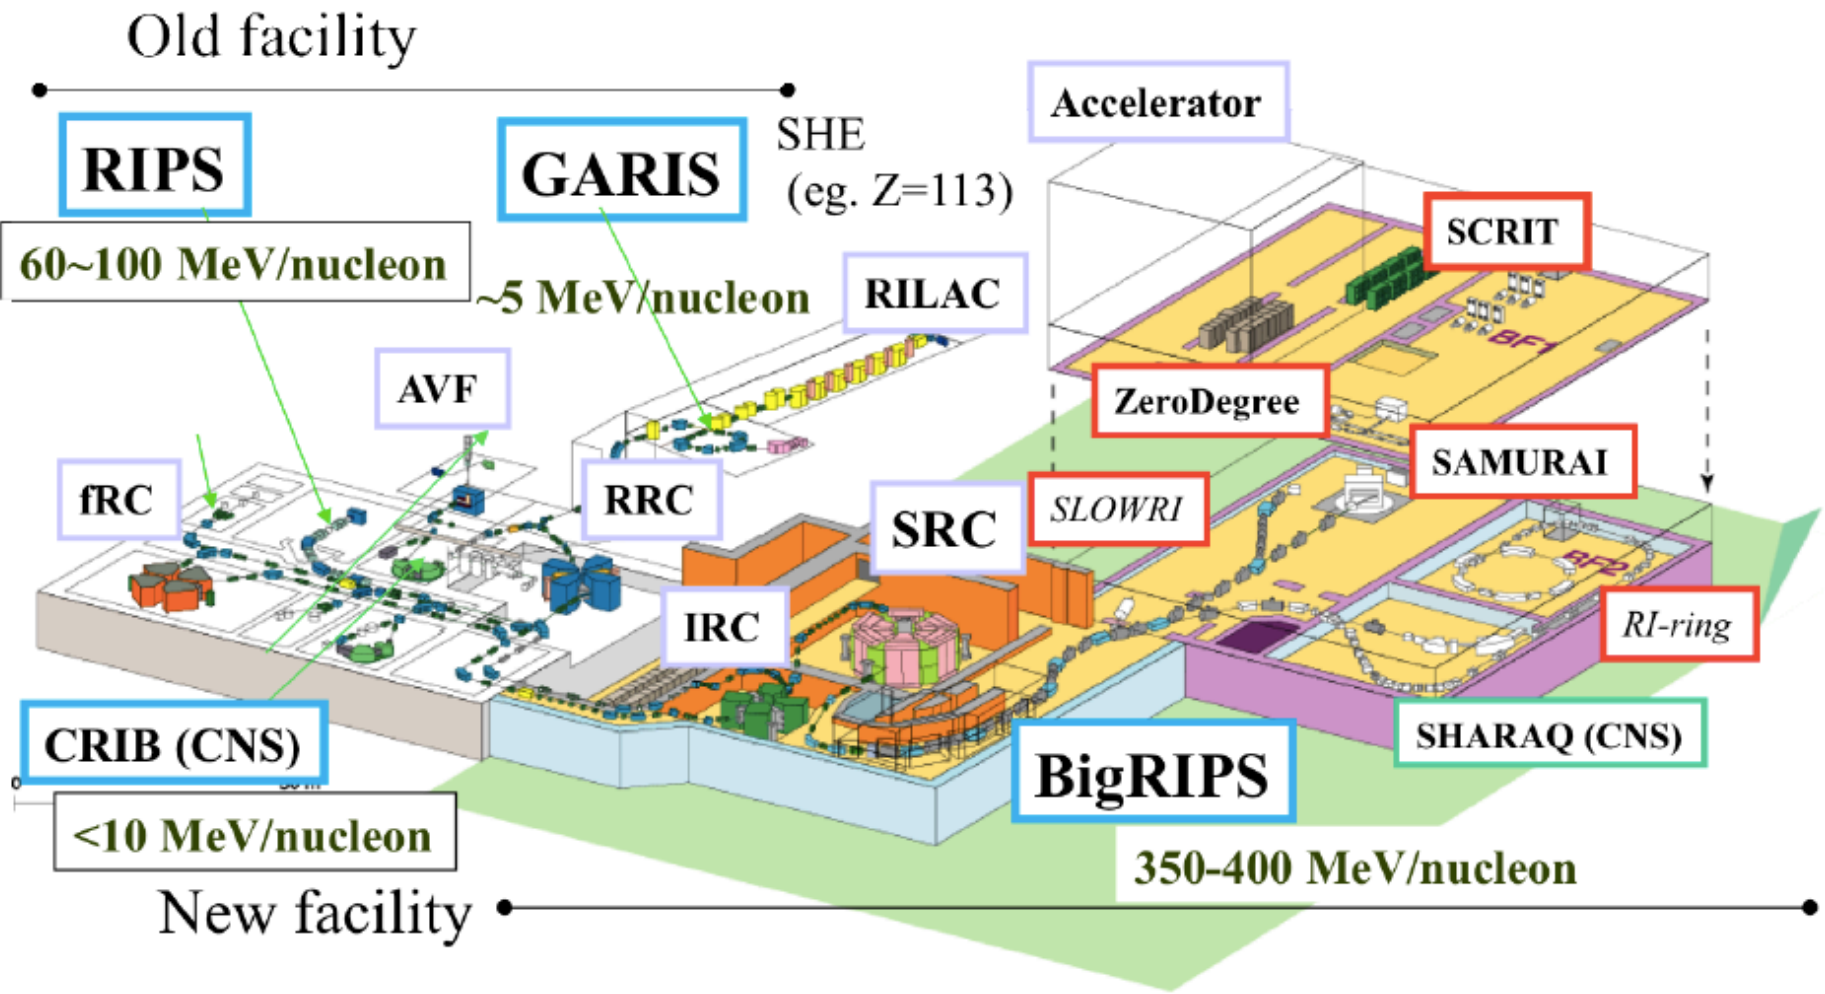 Old facility
Accelerator
RIPS
GARIS
SHE
(eg. Z=113)
SCRIT
60~100 MeV/nucleon
~5 MeV/nucleon
RILAC
BF1
AVF
ZeroDegree
SAMURAI
fRC
RRC
SRC
SLOWRI
BF2
IRC
RI-ring
CRIB (CNS)
SHARAQ (CNS)
BigRIPS
0
<10 MeV/nucleon
350-400 MeV/nucleon
New facility